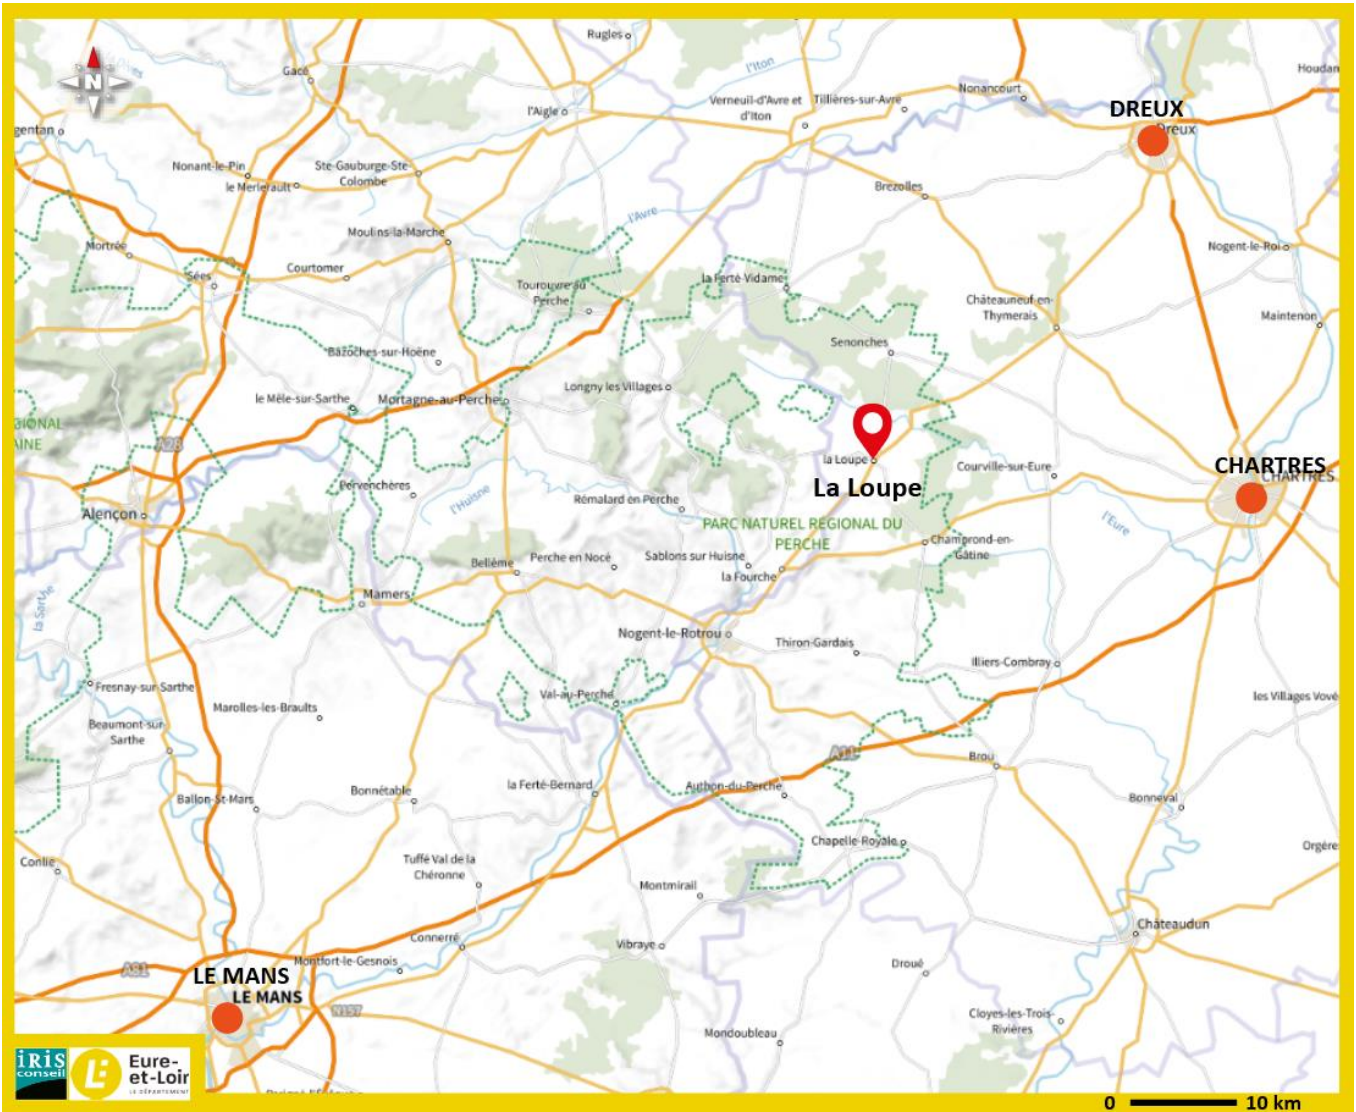 Rugles
Gacé
l'Iton
Houdan
Nonancourt
Verneuil-d'Avre et
d'Iton
Tillières-sur-Avre
l'Aigle
DREUX
Dreux
N
gentan
Nonant-le-Pin
le Merlerault
Ste-Gauburge-Ste-
Colombe
Brezolles
l'Avre
Moulins-la-Marche
Mortrée
Nogent-le-Roi
Sées
Courtomer
la Ferté-Vidame
Tourouvre au
Perche
Châteauneuf-en-
Thymerais
Maintenon
Senonches
Bazoches-sur-Hoëne
Longny les Villages
le Mêle-sur-Sarthe
Mortagne-au-Perche
GIONAL
AINE
A28
la Loupe
La Loupe
Courville-sur-Eure
CHARTRES
CHARTRES
Pervenchères
l'Huisne
Rémalard en Perche
Alençon
l'Eure
PARC NATUREL RÉGIONAL DU
PERCHE
Champrond-en-
Gâtine
Bellême
Perche en Nocé
Sablons sur Huisne
la Fourche
Mamers
la Sarthe
Nogent-le-Rotrou
Thiron-Gardais
Illiers-Combray
Fresnay-sur-Sarthe
Val-au-Perche
les Villages Vové
Marolles-les-Braults
Beaumont-sur-
Sarthe
A11
Brou
la Ferté-Bernard
Authon-du-Perche
Bonnétable
Ballon-St-Mars
Bonneval
Chapelle-Royale
Orgère
Conlie
Tuffé Val de la
Chéronne
Montmirail
Châteaudun
Connerré
Vibraye
Montfort-le-Gesnois
Droué
A81
LE MANS
LE MANS
N157
Cloyes-les-Trois-
Rivières
Mondoubleau
iRiS
conseil
Eure-
et-Loir
LE DÉPARTEMENT
0 10 km